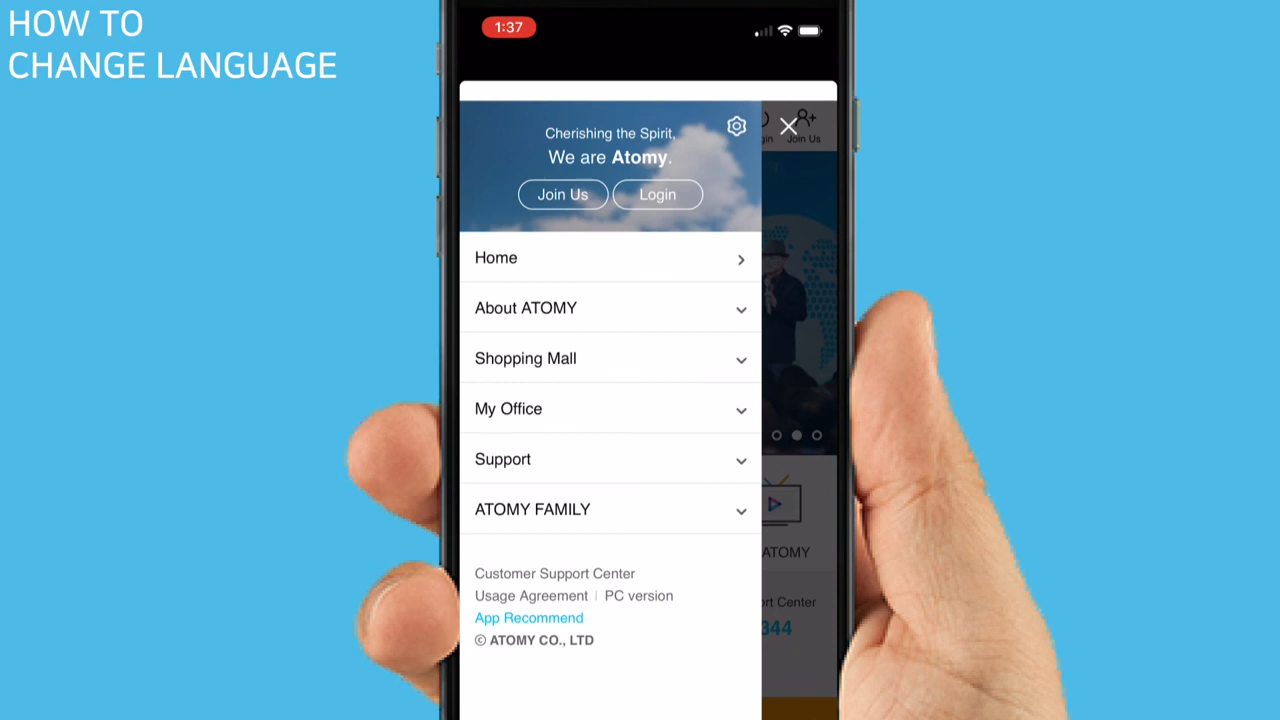 HOW TO
CHANGE LANGUAGE
1:37
Cherishing the Spirit,
We are Atomy.
Join Us
Login
Join Us
Home
About ATOMY
Shopping Mall
My Office
Support
ATOMY FAMILY
ATOMY
Customer Support Center
Usage Agreement | PC version
Center
App Recommend
344
© ATOMY CO., LTD